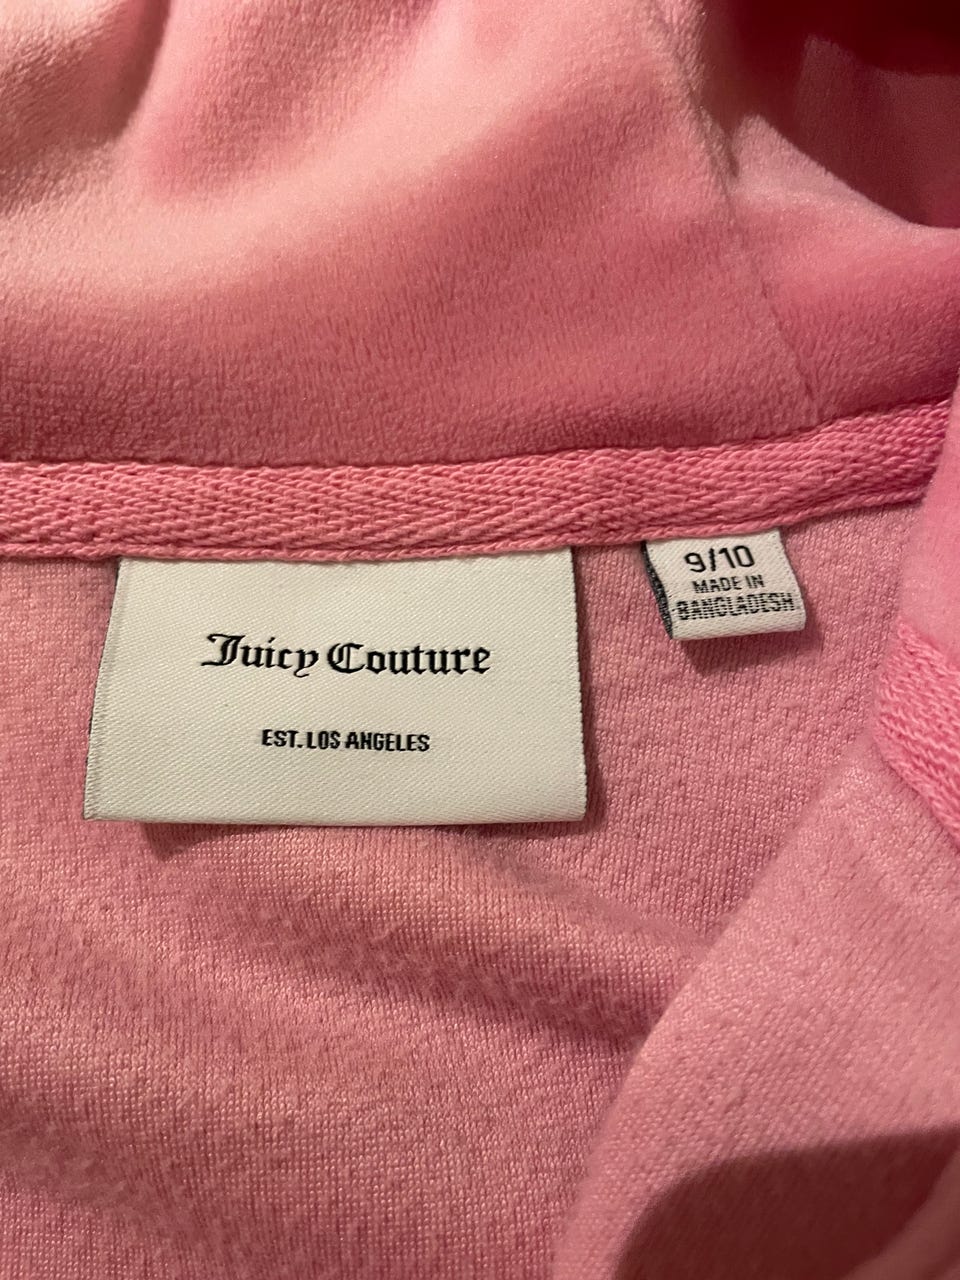 Juicy Couture
EST. LOS ANGELES
9/10
MADE IN
BANGLADESH